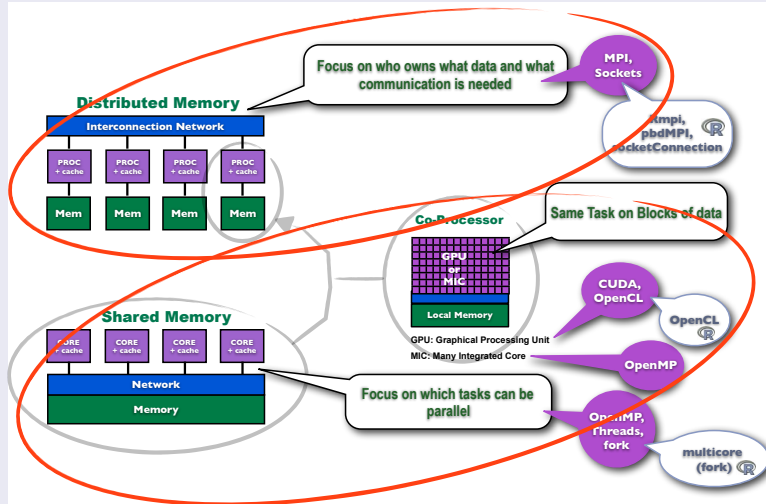 Focus on who owns what data and what
communication is needed
MPI,
Sockets
Rmpi,
pbdMPI,
socketConnection
Distributed Memory
Interconnection Network
PROC
+ cache
PROC
+ cache
PROC
+ cache
PROC
+ cache
Mem
Mem
Mem
Mem
Co-Processor
Same Task on Blocks of data
GPU
or
MIC
Local Memory
GPU: Graphical Processing Unit
MIC: Many Integrated Core
CUDA,
OpenCL
OpenCL
OpenMP
Shared Memory
CORE
+ cache
CORE
+ cache
CORE
+ cache
CORE
+ cache
Network
Memory
Focus on which tasks can be
parallel
OpenMP,
Threads,
fork
multicore
(fork)